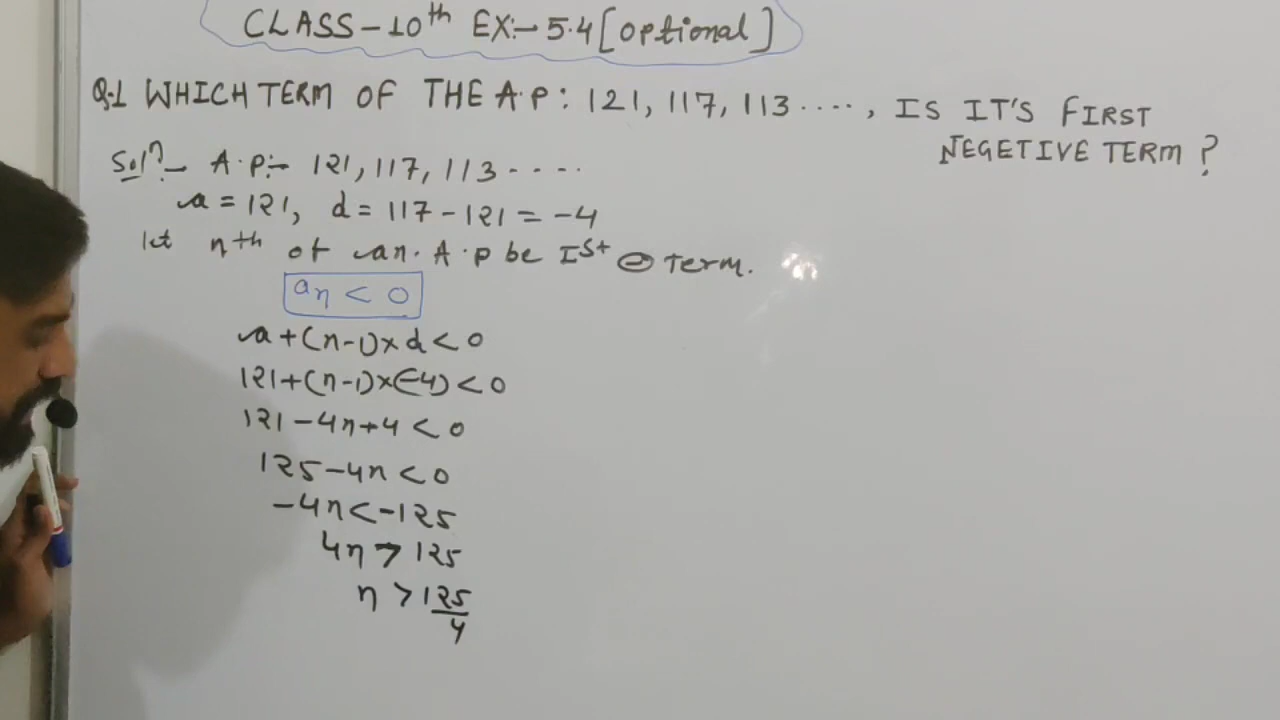 CLASS-10th EX:- 5.4 [optional]
Q.1 WHICH TERM OF THE A.P: 121, 117, 113 ...., IS IT'S FIRST
NEGETIVE TERM ?
Solⁿ:- A.P:- 121, 117, 113 ....
a = 121, d = 117 - 121 = -4
let nth of an. A.P be Ist ⊖ term.
an < 0
a + (n-1) x d < 0
121 + (n-1) x (-4) < 0
121 - 4n + 4 < 0
125 - 4n < 0
-4n < -125
4n > 125
n > 125/4